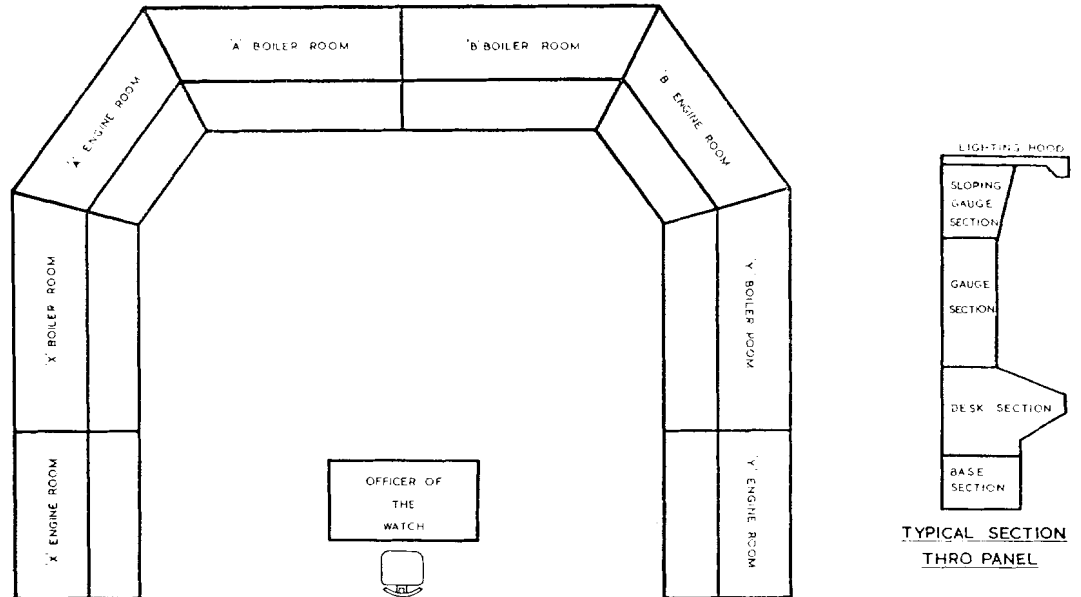 'A' BOILER ROOM
'B' BOILER ROOM
'A' ENGINE ROOM
'B' ENGINE ROOM
'X' BOILER ROOM
'Y' BOILER ROOM
'X' ENGINE ROOM
'Y' ENGINE ROOM
OFFICER OF
THE
WATCH
LIGHTING HOOD
SLOPING
GAUGE
SECTION
GAUGE
SECTION
DESK SECTION
BASE
SECTION
TYPICAL SECTION
THRO PANEL